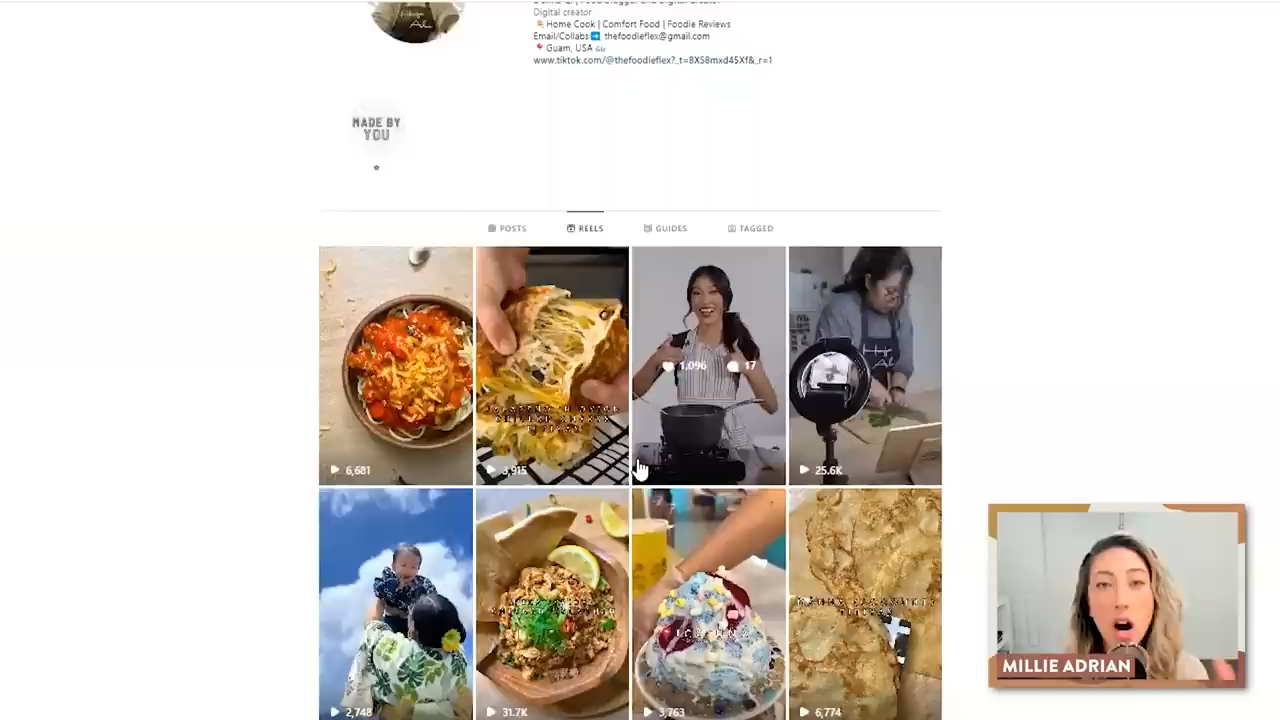 Digital creator
Home Cook | Comfort Food | Foodie Reviews
Email/Collabs thefoodieflex@gmail.com
Guam, USA GU
www.tiktok.com/@thefoodieflex?_t=8XS8mxd45Xf&_r=1
MADE BY
YOU
POSTS
REELS
GUIDES
TAGGED
1,096
17
6,681
3,915
25.6K
2,748
31.7K
3,763
6,774
MILLIE ADRIAN